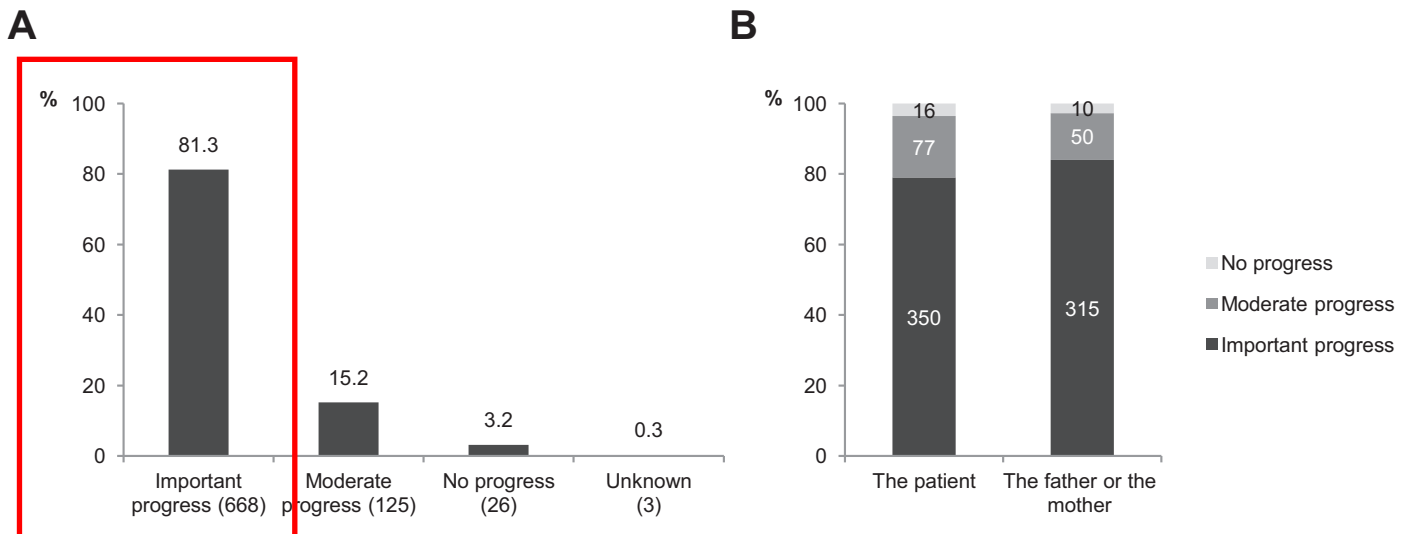 A
%
100
80
60
40
20
0
81.3
15.2
3.2
0.3
Important
progress (668)
Moderate
progress (125)
No progress
(26)
Unknown
(3)
B
%
100
80
60
40
20
0
16
77
350
10
50
315
The patient
The father or the
mother
No progress
Moderate progress
Important progress